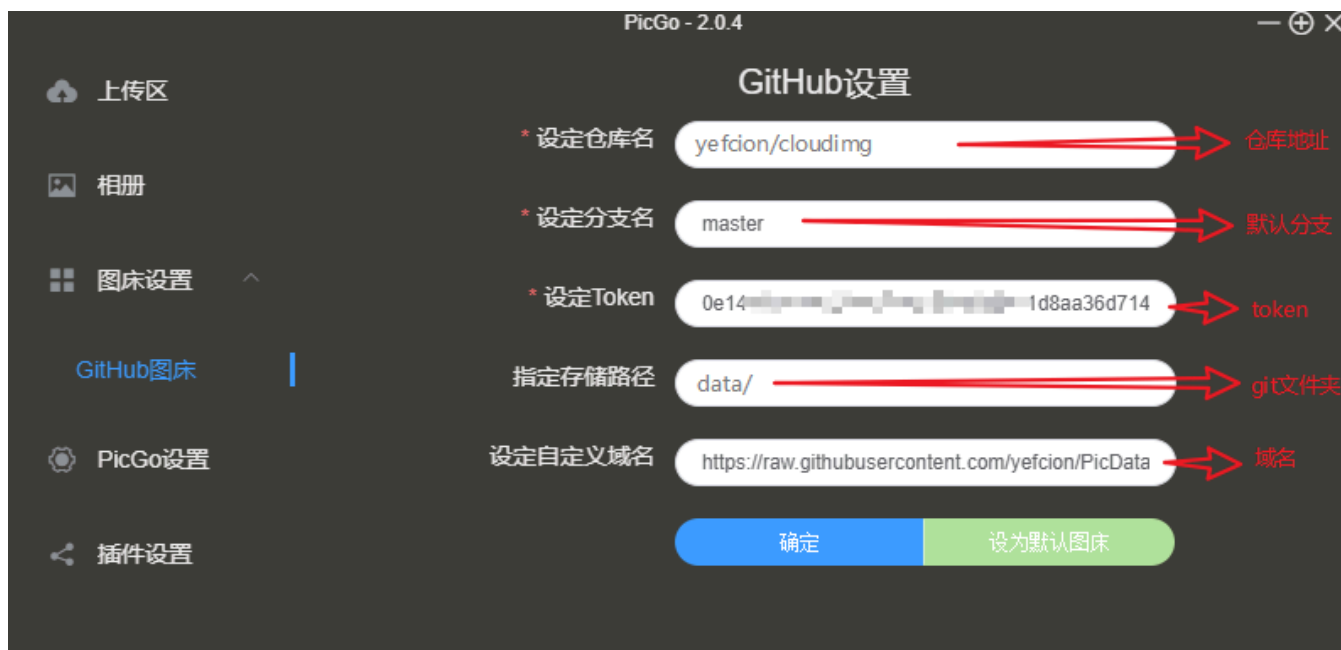 PicGo - 2.0.4
上传区
相册
图床设置
GitHub图床
PicGo设置
插件设置
GitHub设置
* 设定仓库名
yefcion/cloudimg
仓库地址
* 设定分支名
master
默认分支
* 设定Token
0e14 1d8aa36d714
token
指定存储路径
data/
git文件夹
设定自定义域名
https://raw.githubusercontent.com/yefcion/PicData
域名
确定
设为默认图床